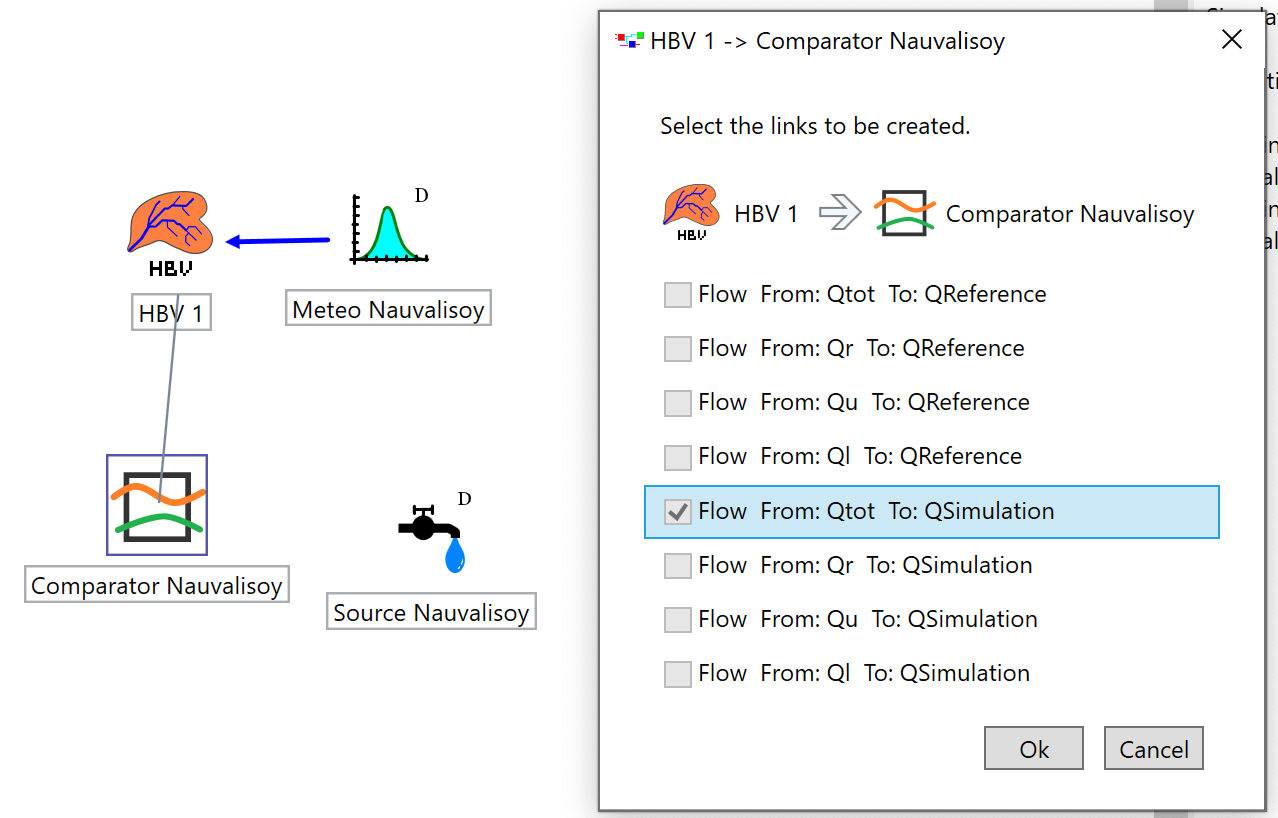 D
HBV
HBV 1
Meteo Nauvalisoy
Comparator Nauvalisoy
D
Source Nauvalisoy
HBV 1 -> Comparator Nauvalisoy
Select the links to be created.
HBV
HBV 1
Comparator Nauvalisoy
Flow From: Qtot To: QReference
Flow From: Qr To: QReference
Flow From: Qu To: QReference
Flow From: Ql To: QReference
Flow From: Qtot To: QSimulation
Flow From: Qr To: QSimulation
Flow From: Qu To: QSimulation
Flow From: Ql To: QSimulation
Ok Cancel